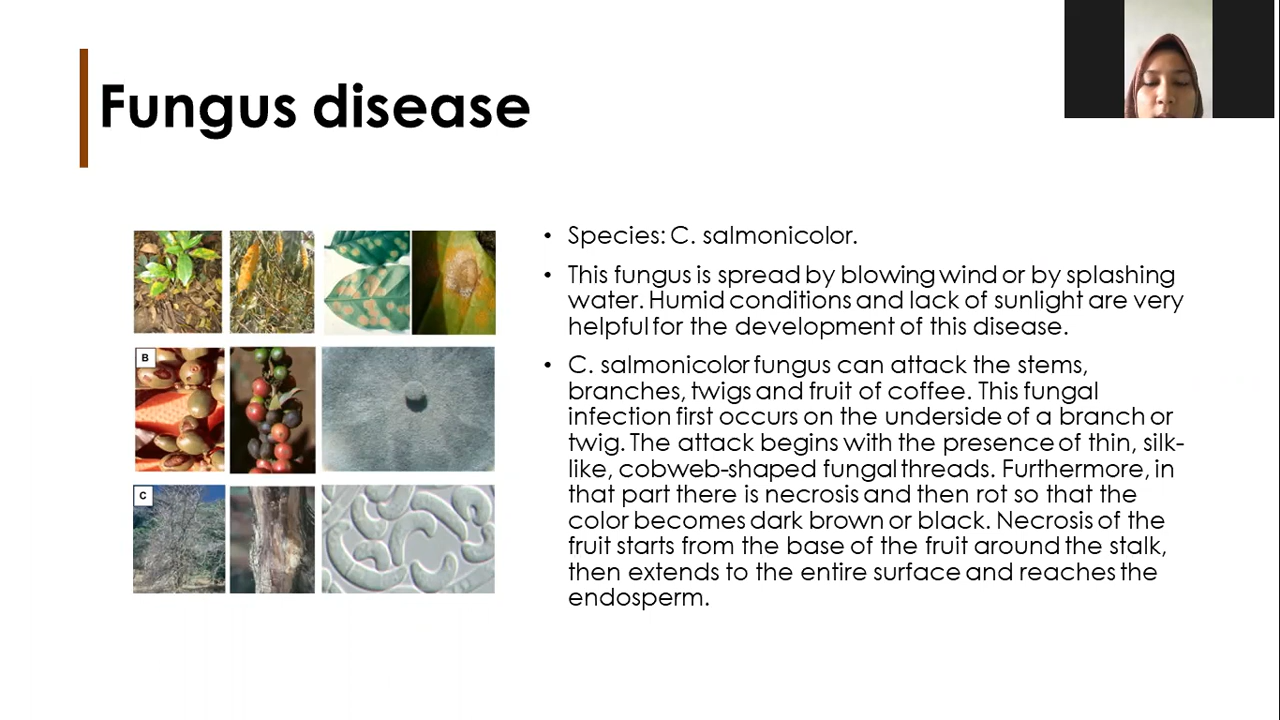 Fungus disease
• Species: C. salmonicolor.
• This fungus is spread by blowing wind or by splashing
water. Humid conditions and lack of sunlight are very
helpful for the development of this disease.
• C. salmonicolor fungus can attack the stems,
branches, twigs and fruit of coffee. This fungal
infection first occurs on the underside of a branch or
twig. The attack begins with the presence of thin, silk-
like, cobweb-shaped fungal threads. Furthermore, in
that part there is necrosis and then rot so that the
color becomes dark brown or black. Necrosis of the
fruit starts from the base of the fruit around the stalk,
then extends to the entire surface and reaches the
endosperm.
B
C